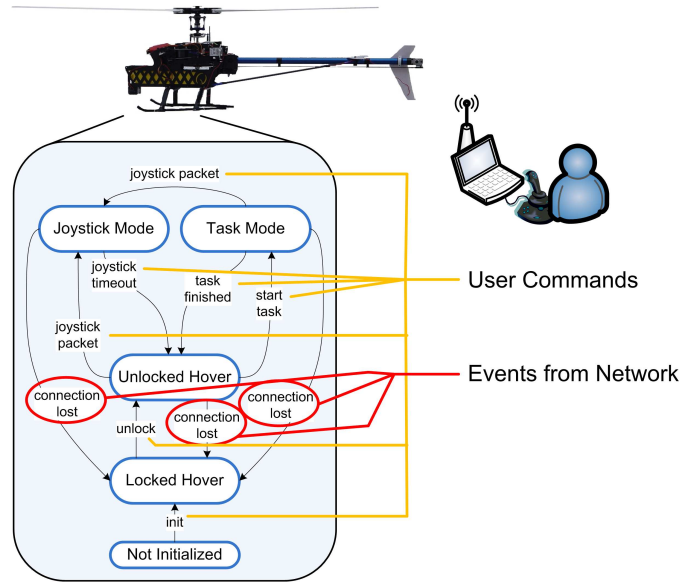 joystick packet
Joystick Mode
Task Mode
joystick
timeout
task
finished
start
task
User Commands
joystick
packet
Unlocked Hover
Events from Network
connection
lost
connection
lost
connection
lost
unlock
Locked Hover
init
Not Initialized